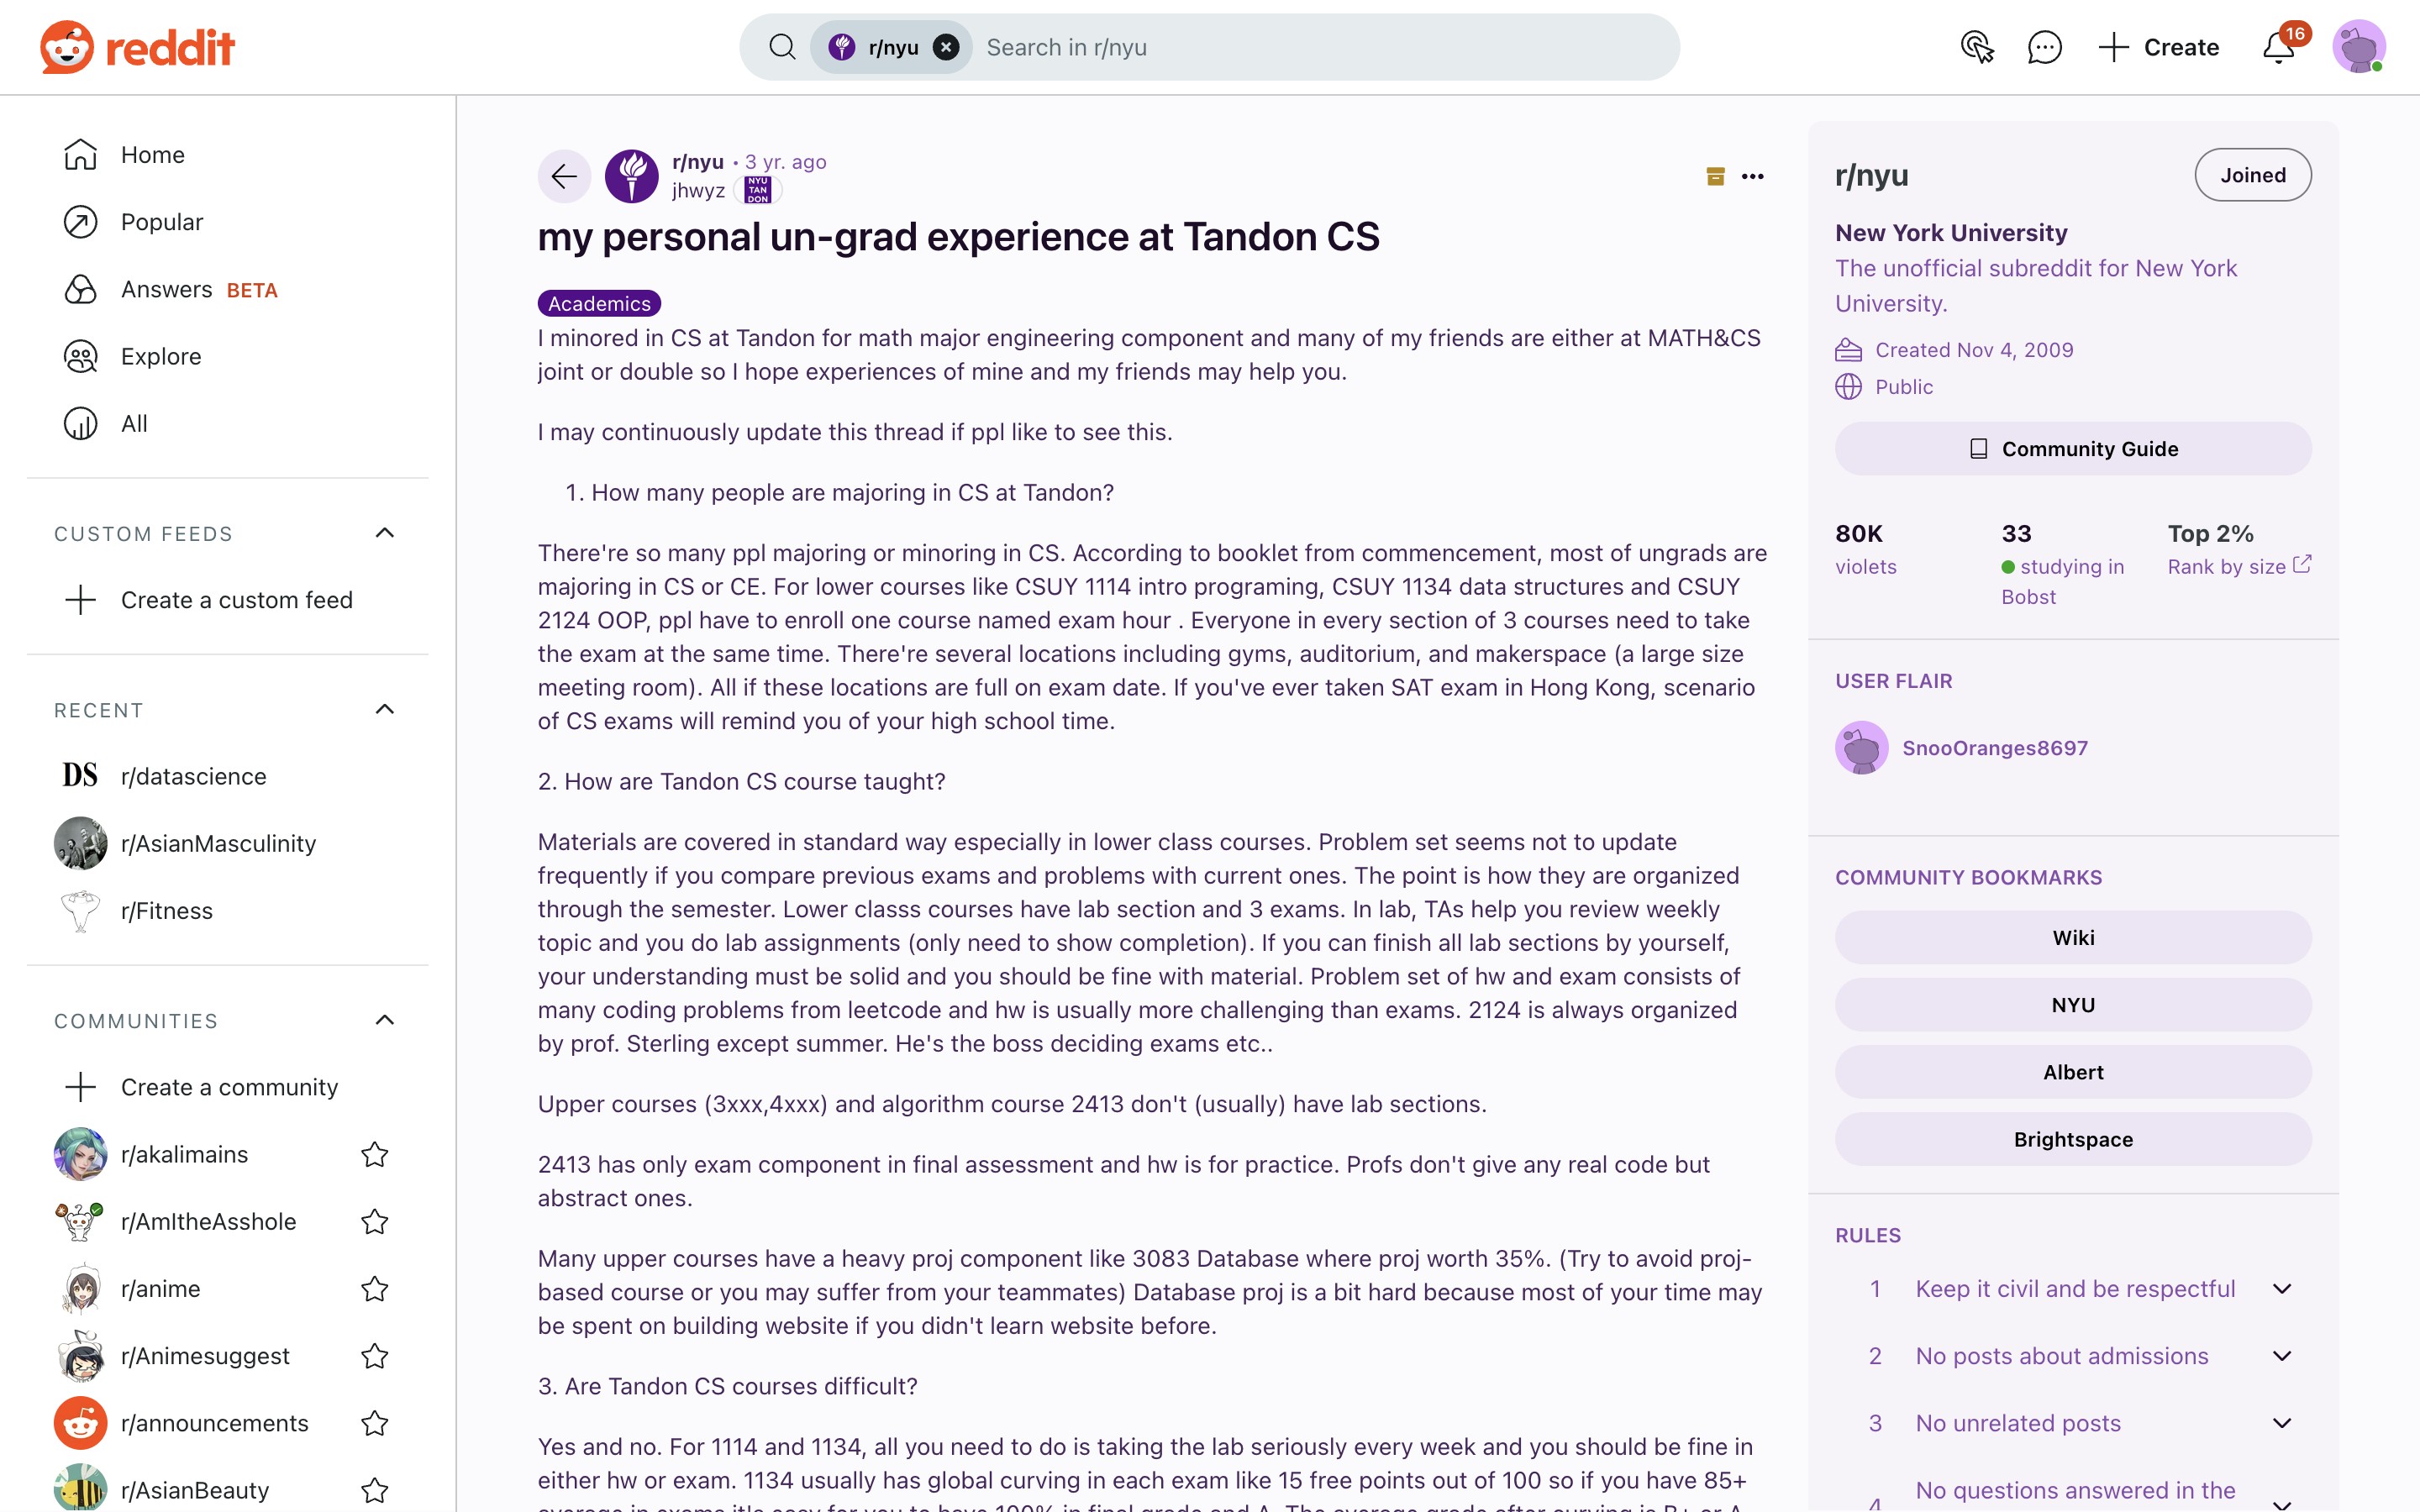 reddit
r/nyu
Search in r/nyu
Create
16
Home
Popular
Answers BETA
Explore
All
CUSTOM FEEDS
Create a custom feed
RECENT
DS r/datascience
r/AsianMasculinity
r/Fitness
COMMUNITIES
Create a community
r/akalimains
r/AmItheAsshole
r/anime
r/Animesuggest
r/announcements
r/AsianBeauty
r/nyu • 3 yr. ago
jhwyz
NYU
TAN
DON
my personal un-grad experience at Tandon CS
Academics
I minored in CS at Tandon for math major engineering component and many of my friends are either at MATH&CS
joint or double so I hope experiences of mine and my friends may help you.
I may continuously update this thread if ppl like to see this.
1. How many people are majoring in CS at Tandon?
There're so many ppl majoring or minoring in CS. According to booklet from commencement, most of ungrads are
majoring in CS or CE. For lower courses like CSUY 1114 intro programing, CSUY 1134 data structures and CSUY
2124 OOP, ppl have to enroll one course named exam hour . Everyone in every section of 3 courses need to take
the exam at the same time. There're several locations including gyms, auditorium, and makerspace (a large size
meeting room). All if these locations are full on exam date. If you've ever taken SAT exam in Hong Kong, scenario
of CS exams will remind you of your high school time.
2. How are Tandon CS course taught?
Materials are covered in standard way especially in lower class courses. Problem set seems not to update
frequently if you compare previous exams and problems with current ones. The point is how they are organized
through the semester. Lower classs courses have lab section and 3 exams. In lab, TAs help you review weekly
topic and you do lab assignments (only need to show completion). If you can finish all lab sections by yourself,
your understanding must be solid and you should be fine with material. Problem set of hw and exam consists of
many coding problems from leetcode and hw is usually more challenging than exams. 2124 is always organized
by prof. Sterling except summer. He's the boss deciding exams etc..
Upper courses (3xxx,4xxx) and algorithm course 2413 don't (usually) have lab sections.
2413 has only exam component in final assessment and hw is for practice. Profs don't give any real code but
abstract ones.
Many upper courses have a heavy proj component like 3083 Database where proj worth 35%. (Try to avoid proj-
based course or you may suffer from your teammates) Database proj is a bit hard because most of your time may
be spent on building website if you didn't learn website before.
3. Are Tandon CS courses difficult?
Yes and no. For 1114 and 1134, all you need to do is taking the lab seriously every week and you should be fine in
either hw or exam. 1134 usually has global curving in each exam like 15 free points out of 100 so if you have 85+
average in exams it's easy for you to have 100% in final grade and A. The average grade after curving is B+ or A-
r/nyu
Joined
New York University
The unofficial subreddit for New York
University.
Created Nov 4, 2009
Public
Community Guide
80K
violets
33
studying in
Bobst
Top 2%
Rank by size
USER FLAIR
SnooOranges8697
COMMUNITY BOOKMARKS
Wiki
NYU
Albert
Brightspace
RULES
1 Keep it civil and be respectful
2 No posts about admissions
3 No unrelated posts
4 No questions answered in the